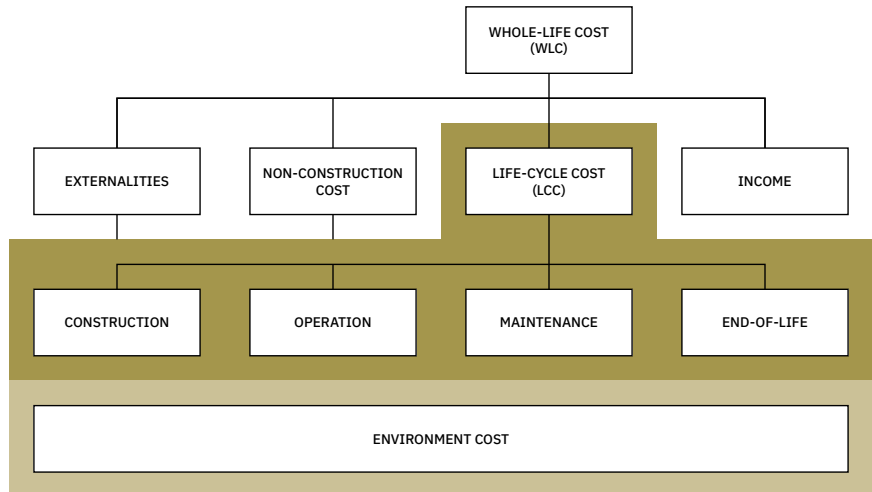 WHOLE-LIFE COST
(WLC)
EXTERNALITIES
NON-CONSTRUCTION
COST
LIFE-CYCLE COST
(LCC)
INCOME
CONSTRUCTION
OPERATION
MAINTENANCE
END-OF-LIFE
ENVIRONMENT COST